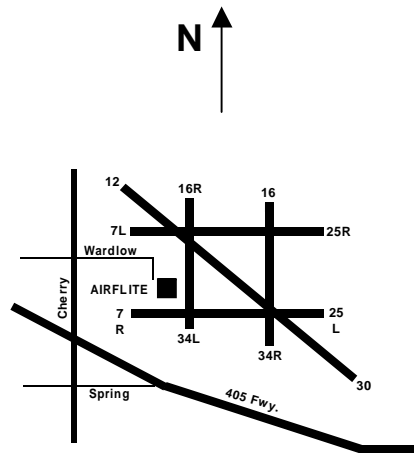 N
12
16R
16
7L
25R
Wardlow
Cherry
AIRFLITE
7
R
25
L
34L
34R
30
Spring
405 Fwy.